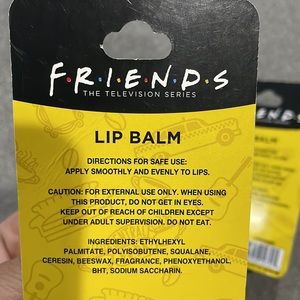 F·R·I·E·N·D·S
THE TELEVISION SERIES
LIP BALM
DIRECTIONS FOR SAFE USE:
APPLY SMOOTHLY AND EVENLY TO LIPS.
CAUTION: FOR EXTERNAL USE ONLY. WHEN USING
THIS PRODUCT, DO NOT GET IN EYES.
KEEP OUT OF REACH OF CHILDREN EXCEPT
UNDER ADULT SUPERVISION. DO NOT EAT.
INGREDIENTS: ETHYLHEXYL
PALMITATE, POLYISOBUTENE, SQUALANE,
CERESIN, BEESWAX, FRAGRANCE, PHENOXYETHANOL,
BHT, SODIUM SACCHARIN.
E·N·D·S
BALM